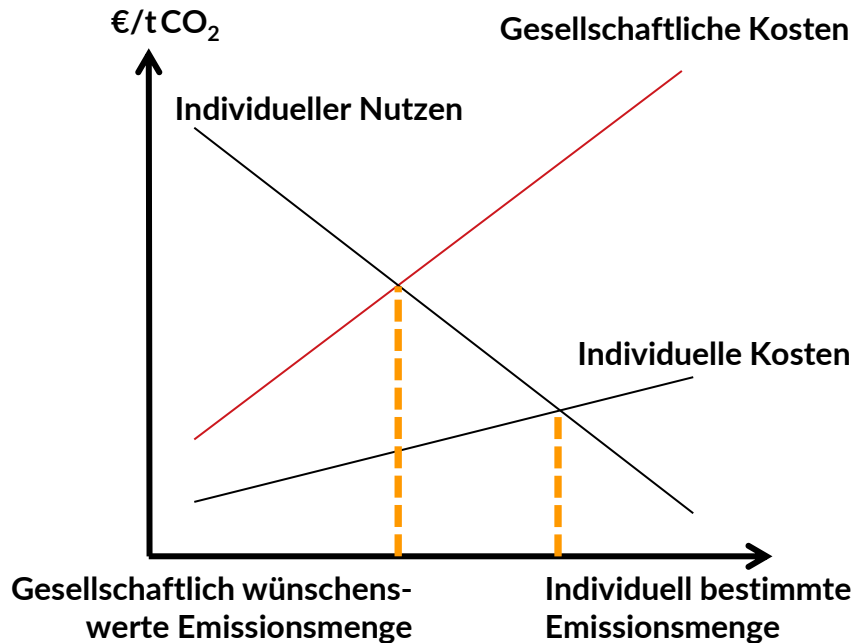 €/t CO₂
Gesellschaftliche Kosten
Individueller Nutzen
Individuelle Kosten
Gesellschaftlich wünschens-
werte Emissionsmenge
Individuell bestimmte
Emissionsmenge